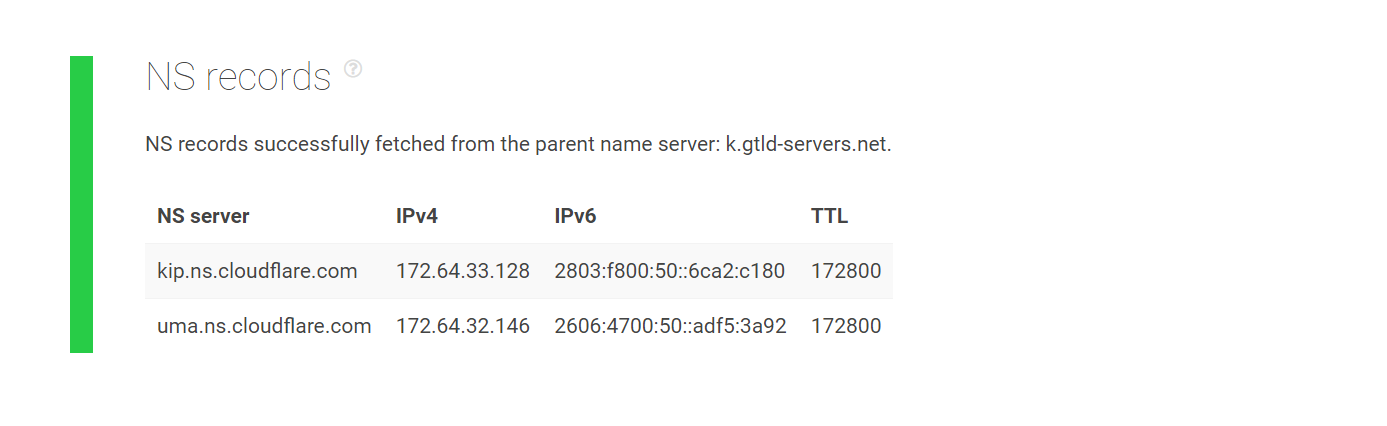 NS records ?
NS records successfully fetched from the parent name server: k.gtld-servers.net.
NS server IPv4 IPv6 TTL
kip.ns.cloudflare.com 172.64.33.128 2803:f800:50::6ca2:c180 172800
uma.ns.cloudflare.com 172.64.32.146 2606:4700:50::adf5:3a92 172800